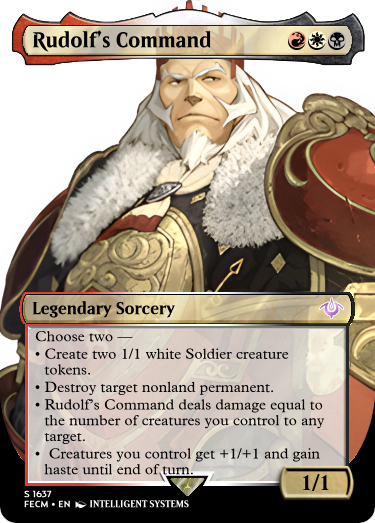 Rudolf's Command
Legendary Sorcery
Choose two —
• Create two 1/1 white Soldier creature
tokens.
• Destroy target nonland permanent.
• Rudolf's Command deals damage equal to
the number of creatures you control to any
target.
• Creatures you control get +1/+1 and gain
haste until end of turn.
1/1
S 1637
FECM • EN INTELLIGENT SYSTEMS